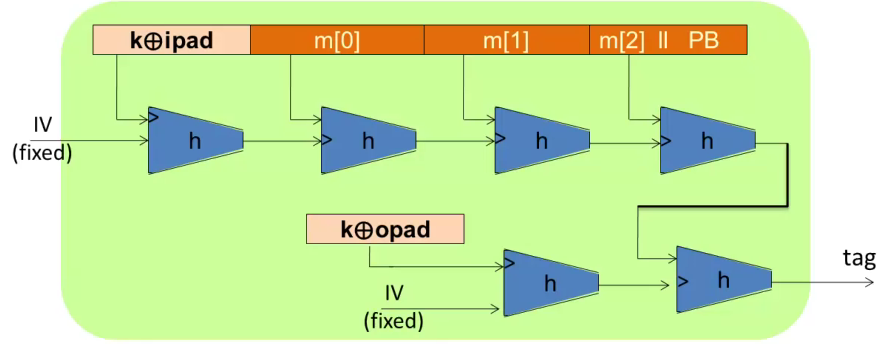 k⊕ipad m[0] m[1] m[2] ll PB
IV
(fixed)
> h > h > h > h
k⊕opad
> h > h
tag
IV
(fixed)